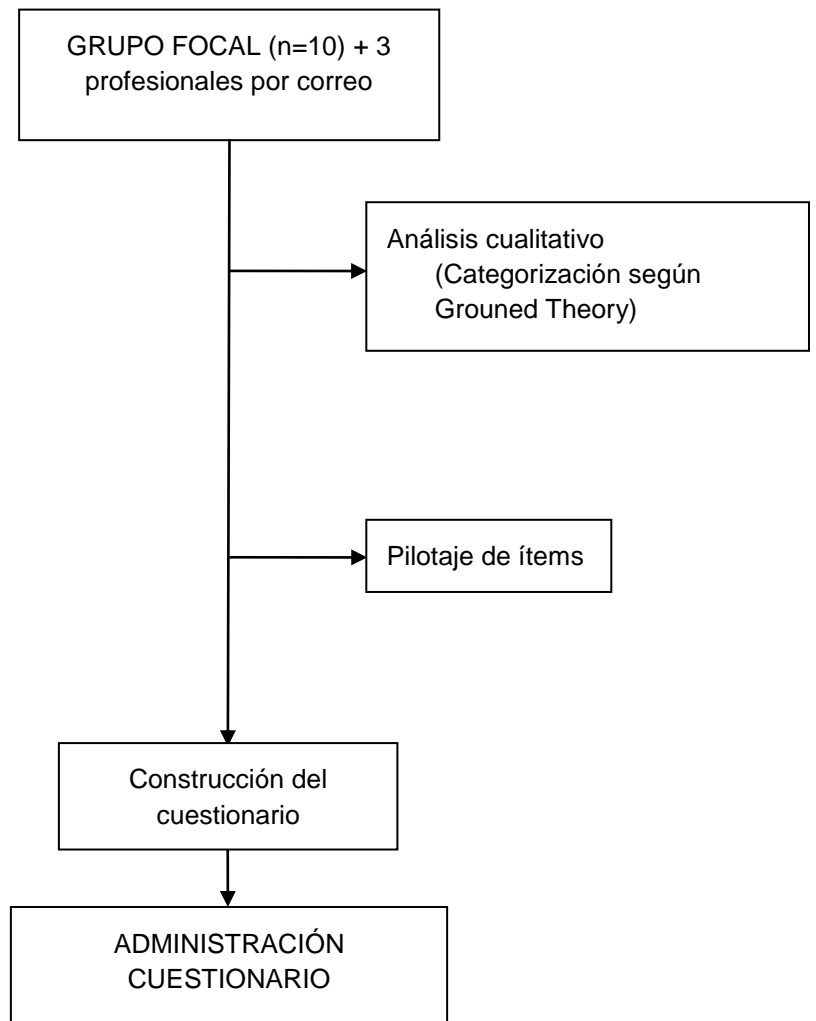 GRUPO FOCAL (n=10) + 3
profesionales por correo
Análisis cualitativo
(Categorización según
Grouned Theory)
Pilotaje de ítems
Construcción del
cuestionario
ADMINISTRACIÓN
CUESTIONARIO